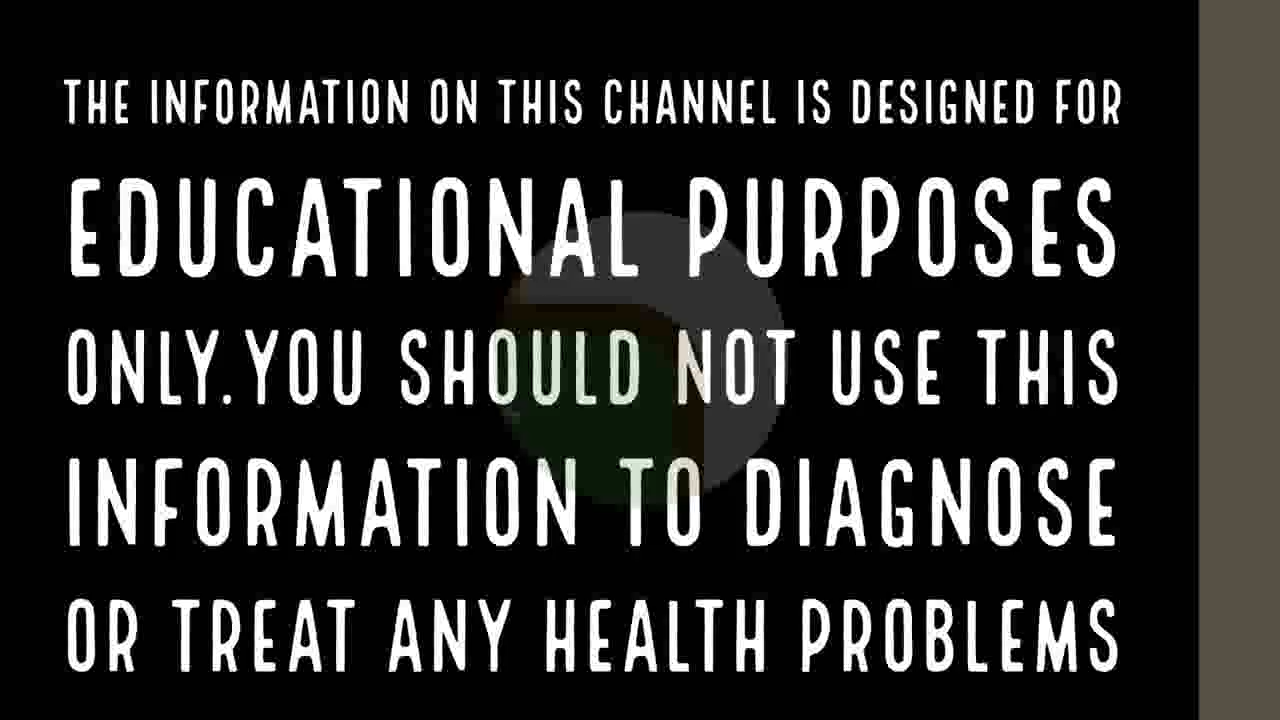 THE INFORMATION ON THIS CHANNEL IS DESIGNED FOR
EDUCATIONAL PURPOSES
ONLY.YOU SHOULD NOT USE THIS
INFORMATION TO DIAGNOSE
OR TREAT ANY HEALTH PROBLEMS